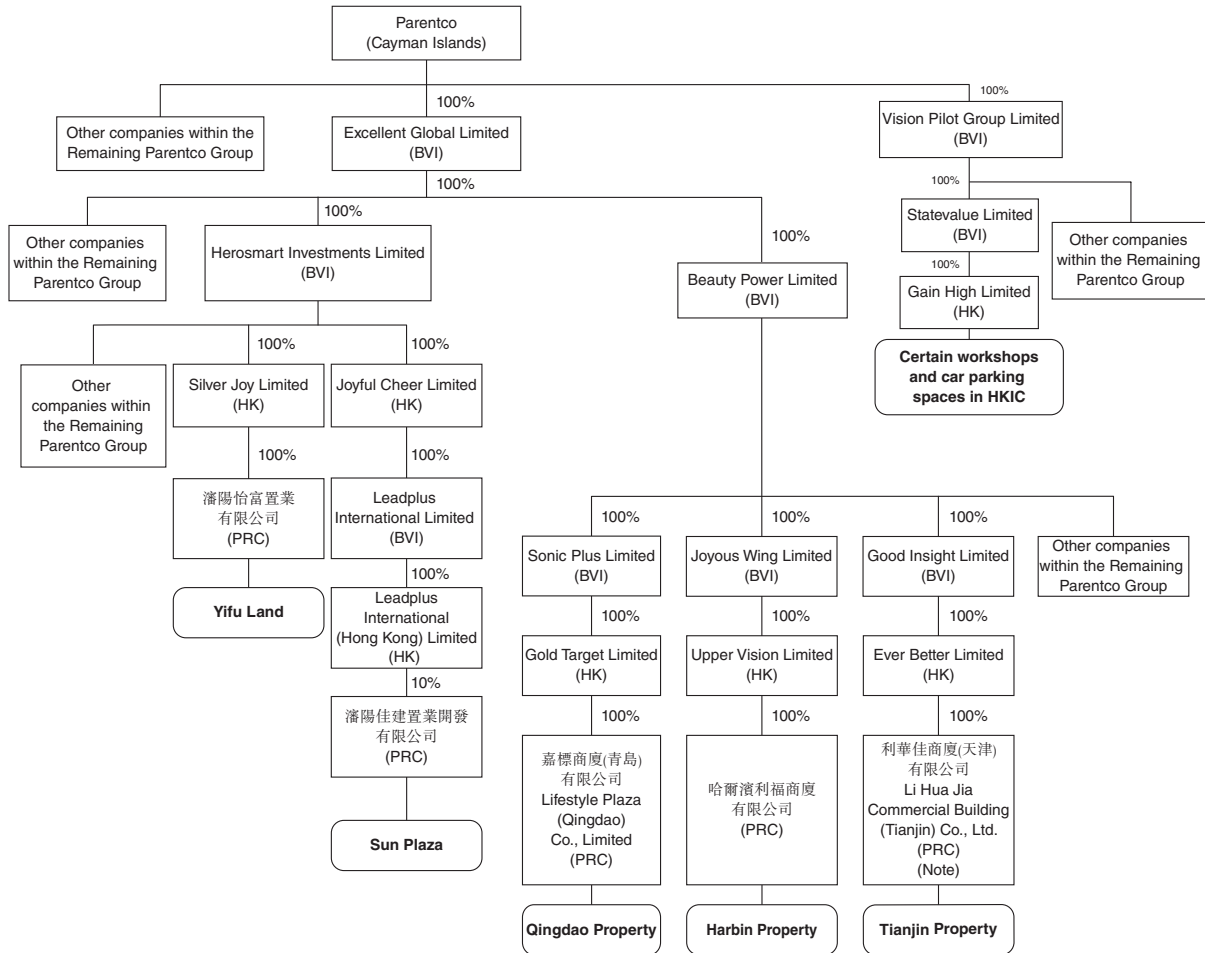 Parentco
(Cayman Islands)
100%
100%
Other companies within the
Remaining Parentco Group
Excellent Global Limited
(BVI)
Vision Pilot Group Limited
(BVI)
100%
100%
100%
100%
Other companies
within the Remaining
Parentco Group
Herosmart Investments Limited
(BVI)
Beauty Power Limited
(BVI)
Statevalue Limited
(BVI)
Other companies
within the Remaining
Parentco Group
100%
Gain High Limited
(HK)
Certain workshops
and car parking
spaces in HKIC
100%
100%
Other
companies within
the Remaining
Parentco Group
Silver Joy Limited
(HK)
Joyful Cheer Limited
(HK)
100%
100%
瀋陽怡富置業
有限公司
(PRC)
Leadplus
International Limited
(BVI)
Yifu Land
100%
Leadplus
International
(Hong Kong) Limited
(HK)
10%
瀋陽佳建置業開發
有限公司
(PRC)
Sun Plaza
100%
100%
100%
Sonic Plus Limited
(BVI)
Joyous Wing Limited
(BVI)
Good Insight Limited
(BVI)
Other companies
within the Remaining
Parentco Group
100%
100%
100%
Gold Target Limited
(HK)
Upper Vision Limited
(HK)
Ever Better Limited
(HK)
100%
100%
100%
嘉標商廈(青島)
有限公司
Lifestyle Plaza
(Qingdao)
Co., Limited
(PRC)
哈爾濱利福商廈
有限公司
(PRC)
利華佳商廈(天津)
有限公司
Li Hua Jia
Commercial Building
(Tianjin) Co., Ltd.
(PRC)
(Note)
Qingdao Property
Harbin Property
Tianjin Property